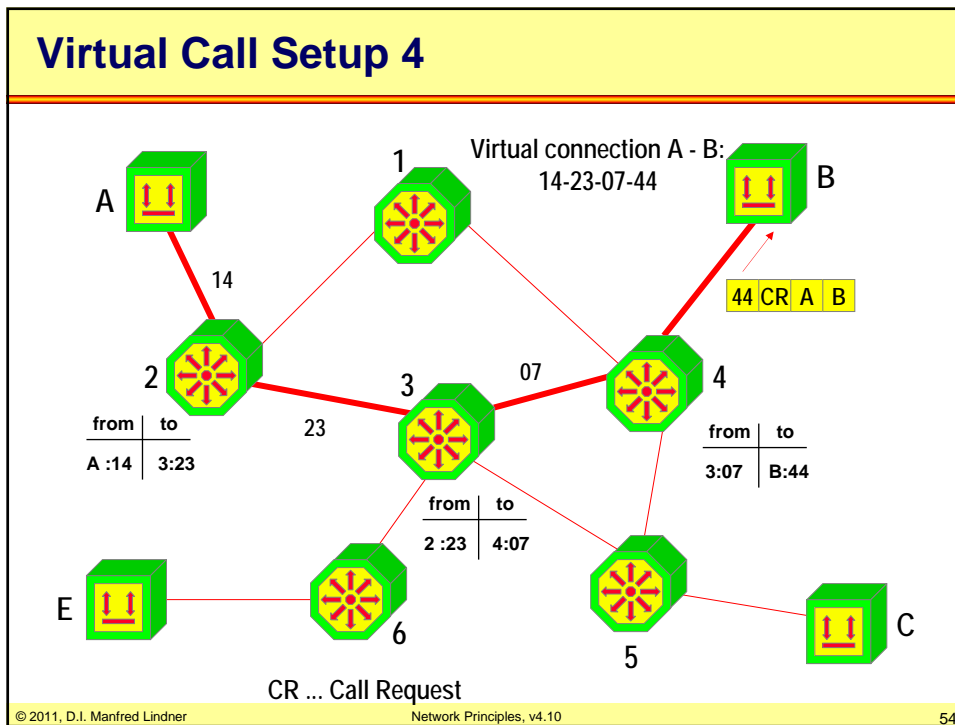 Virtual Call Setup 4
Virtual connection A - B:
14-23-07-44
A
1
B
14
44 CR A B
2
3
07
4
23
from to
A :14 3:23
from to
3:07 B:44
from to
2 :23 4:07
E
6
5
C
CR ... Call Request
© 2011, D.I. Manfred Lindner
Network Principles, v4.10
54